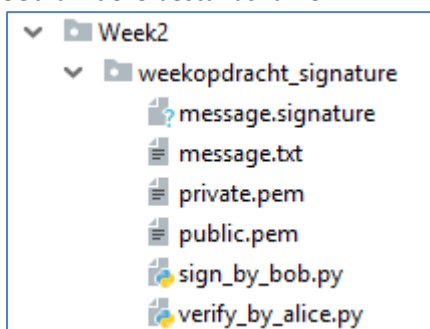 Week2
weekopdracht_signature
message.signature
message.txt
private.pem
public.pem
sign_by_bob.py
verify_by_alice.py